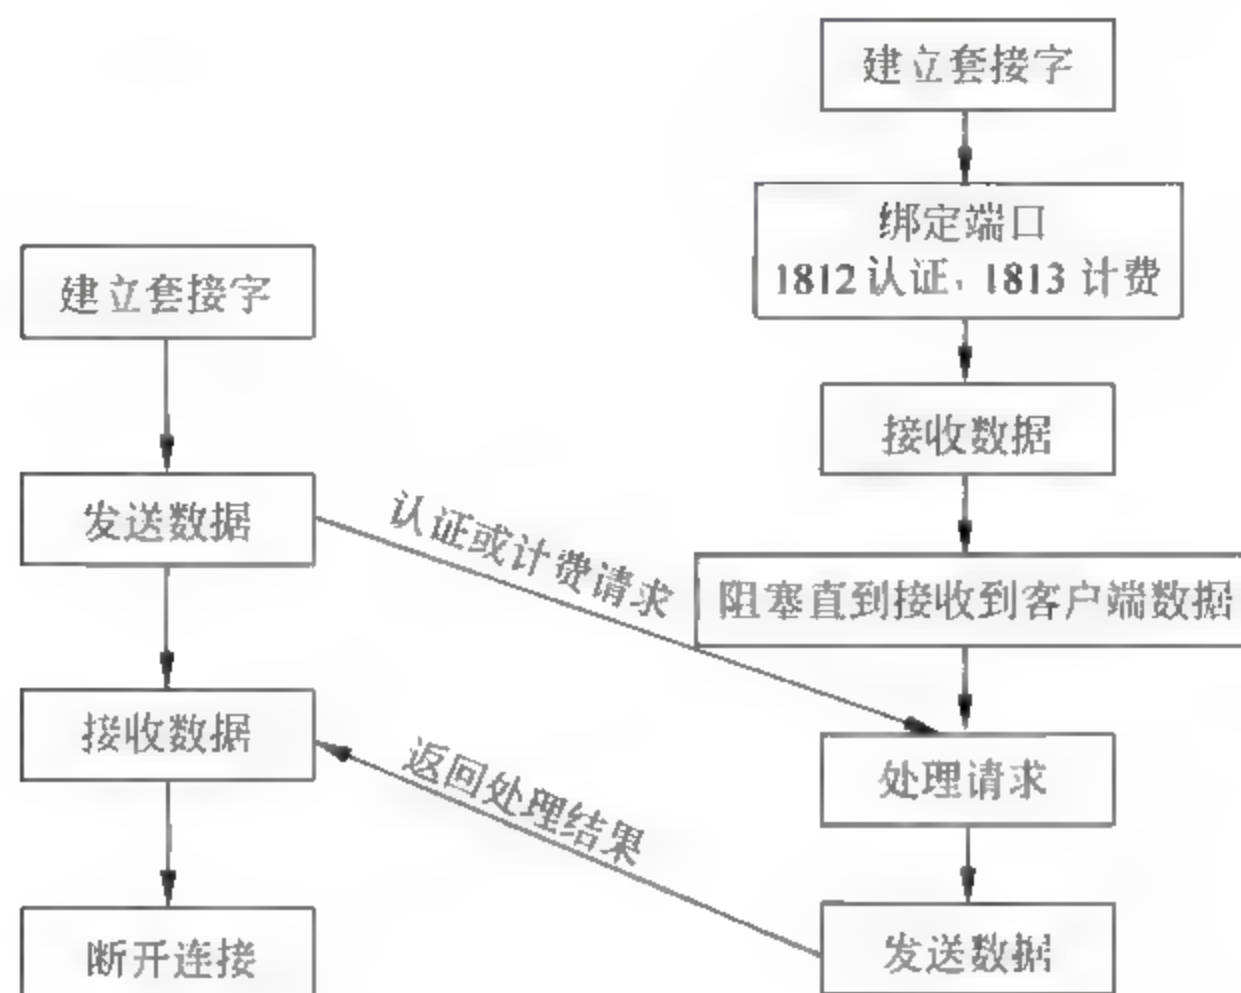 建立套接字
绑定端口
1812 认证，1813 计费
建立套接字
接收数据
发送数据
认证或计费请求
阻塞直到接收到客户端数据
接收数据
返回处理结果
处理请求
断开连接
发送数据